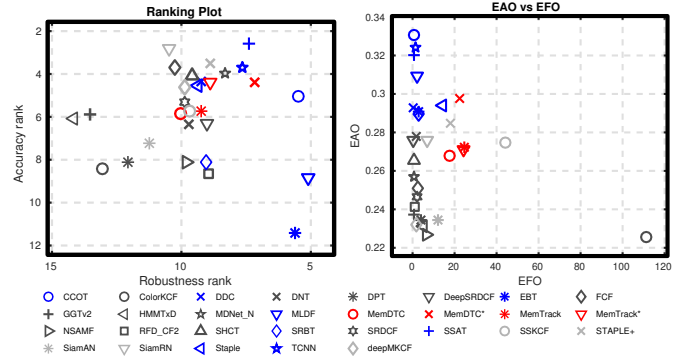 Ranking Plot
EAO vs EFO
2
4
6
8
10
12
Accuracy rank
15
10
5
Robustness rank
0.34
0.32
0.3
0.28
0.26
0.24
0.22
EAO
0
20
40
60
80
100
120
EFO
CCOT ColorKCF DDC DNT DPT DeepSRDCF EBT FCF
GGTv2 HMMTxD MDNet_N MLDF MemDTC MemDTC* MemTrack MemTrack*
NSAMF RFD_CF2 SHCT SRBT SRDCF SSAT SSKCF STAPLE+
SiamAN SiamRN Staple TCNN deepMKCF